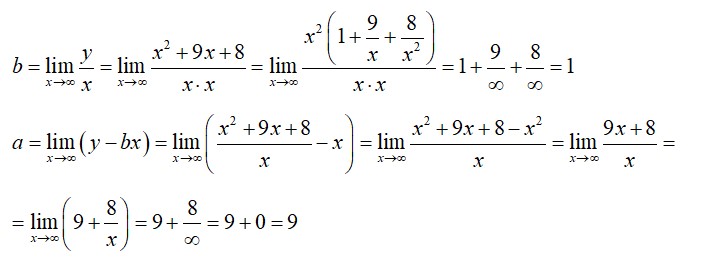 b = lim_{x→∞} y/x = lim_{x→∞} (x² + 9x + 8)/(x · x) = lim_{x→∞} x²(1 + 9/x + 8/x²)/(x · x) = 1 + 9/∞ + 8/∞ = 1
a = lim_{x→∞} (y − bx) = lim_{x→∞} ((x² + 9x + 8)/x − x) = lim_{x→∞} (x² + 9x + 8 − x²)/x = lim_{x→∞} (9x + 8)/x =
= lim_{x→∞} (9 + 8/x) = 9 + 8/∞ = 9 + 0 = 9